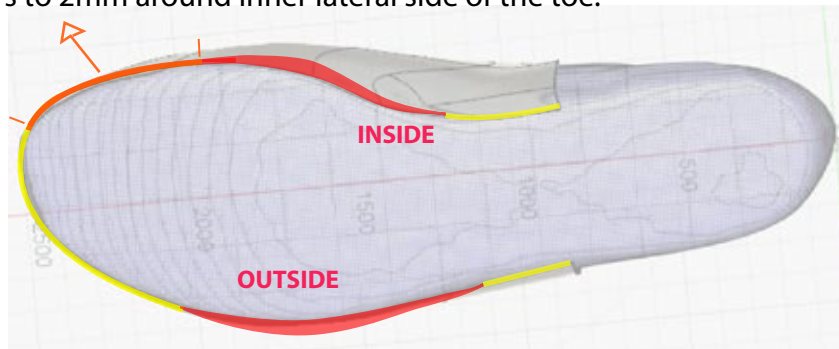 s to 2mm around inner lateral side of the toe.
INSIDE
500
1000
1500
2000
2500
OUTSIDE